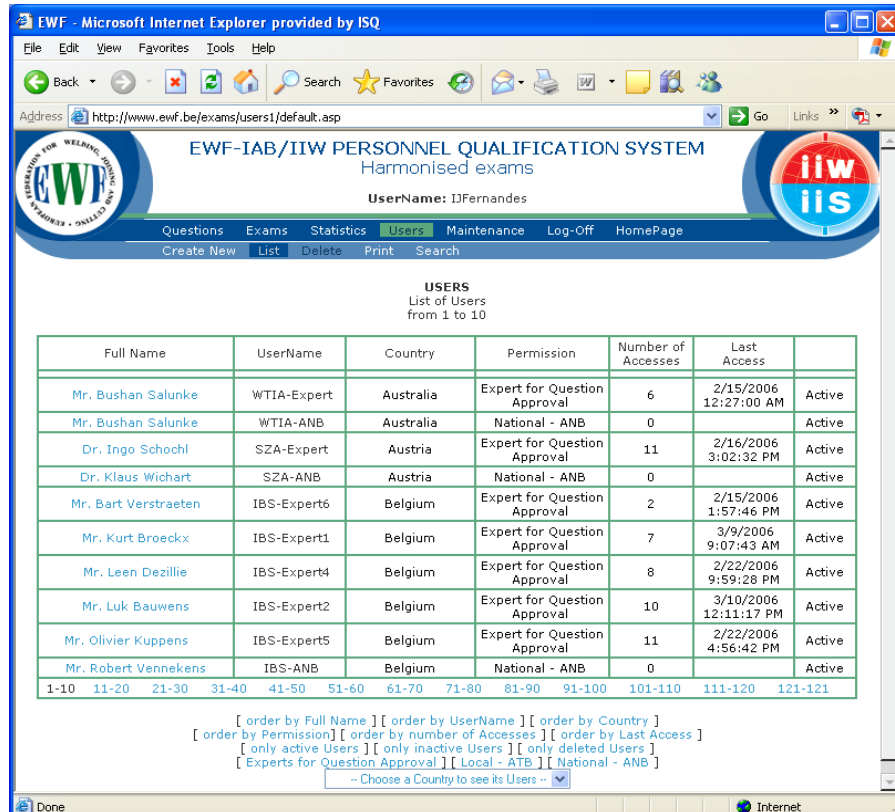 EWF - Microsoft Internet Explorer provided by ISQ
File Edit View Favorites Tools Help
Back Search Favorites
Address http://www.ewf.be/exams/users1/default.asp Go Links »
EWF-IAB/IIW PERSONNEL QUALIFICATION SYSTEM
Harmonised exams
UserName: IJFernandes
EUROPEAN FEDERATION FOR WELDING, JOINING AND CUTTING
EWF
iiw
iis
Questions Exams Statistics Users Maintenance Log-Off HomePage
Create New List Delete Print Search
USERS
List of Users
from 1 to 10
Full Name UserName Country Permission Number of Accesses Last Access
Mr. Bushan Salunke WTIA-Expert Australia Expert for Question Approval 6 2/15/2006 12:27:00 AM Active
Mr. Bushan Salunke WTIA-ANB Australia National - ANB 0 Active
Dr. Ingo Schochl SZA-Expert Austria Expert for Question Approval 11 2/16/2006 3:02:32 PM Active
Dr. Klaus Wichart SZA-ANB Austria National - ANB 0 Active
Mr. Bart Verstraeten IBS-Expert6 Belgium Expert for Question Approval 2 2/15/2006 1:57:46 PM Active
Mr. Kurt Broeckx IBS-Expert1 Belgium Expert for Question Approval 7 3/9/2006 9:07:43 AM Active
Mr. Leen Dezillie IBS-Expert4 Belgium Expert for Question Approval 8 2/22/2006 9:59:28 PM Active
Mr. Luk Bauwens IBS-Expert2 Belgium Expert for Question Approval 10 3/10/2006 12:11:17 PM Active
Mr. Olivier Kuppens IBS-Expert5 Belgium Expert for Question Approval 11 2/22/2006 4:56:42 PM Active
Mr. Robert Vennekens IBS-ANB Belgium National - ANB 0 Active
1-10 11-20 21-30 31-40 41-50 51-60 61-70 71-80 81-90 91-100 101-110 111-120 121-121
[ order by Full Name ] [ order by UserName ] [ order by Country ]
[ order by Permission] [ order by number of Accesses ] [ order by Last Access ]
[ only active Users ] [ only inactive Users ] [ only deleted Users ]
[ Experts for Question Approval ] [ Local - ATB ] [ National - ANB ]
-- Choose a Country to see its Users --
Done Internet